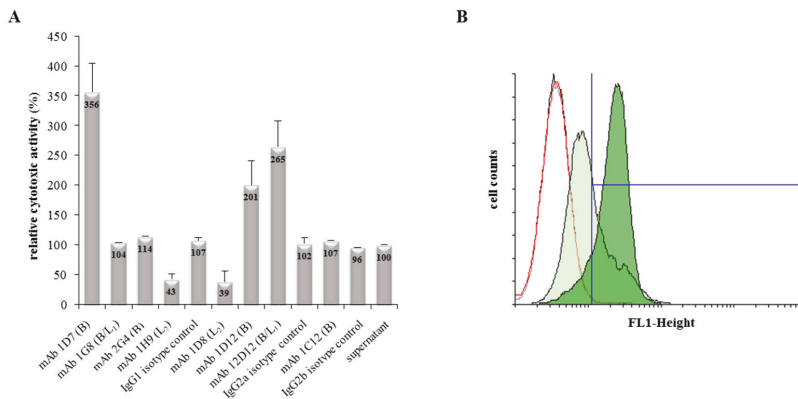 A
B
relative cytotoxic activity (%)
450
400
350
300
250
200
150
100
50
0
356
104
114
43
107
39
201
265
102
107
96
100
mAb 1D7 (B)
mAb 1G8 (B/L₁)
mAb 2G4 (B)
mAb 1H9 (L₂)
IgG1 isotype control
mAb 1D8 (L₂)
mAb 1D12 (B)
mAb 12D12 (B/L₁)
IgG2a isotype control
mAb 1C12 (B)
IgG2b isotype control
supernatant
cell counts
FL1-Height